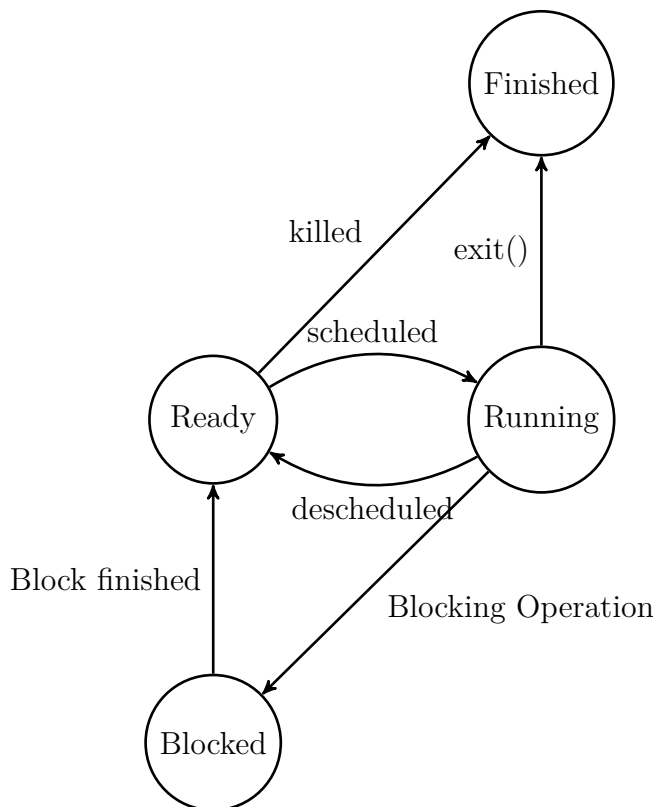 Finished
killed
exit()
scheduled
Ready
Running
descheduled
Block finished
Blocking Operation
Blocked